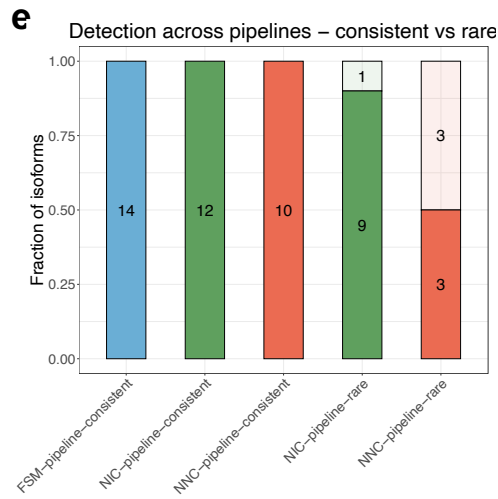 e
Detection across pipelines – consistent vs rare
Fraction of isoforms
1.00
0.75
0.50
0.25
0.00
14
12
10
1
9
3
3
FSM−pipeline−consistent
NIC−pipeline−consistent
NNC−pipeline−consistent
NIC−pipeline−rare
NNC−pipeline−rare